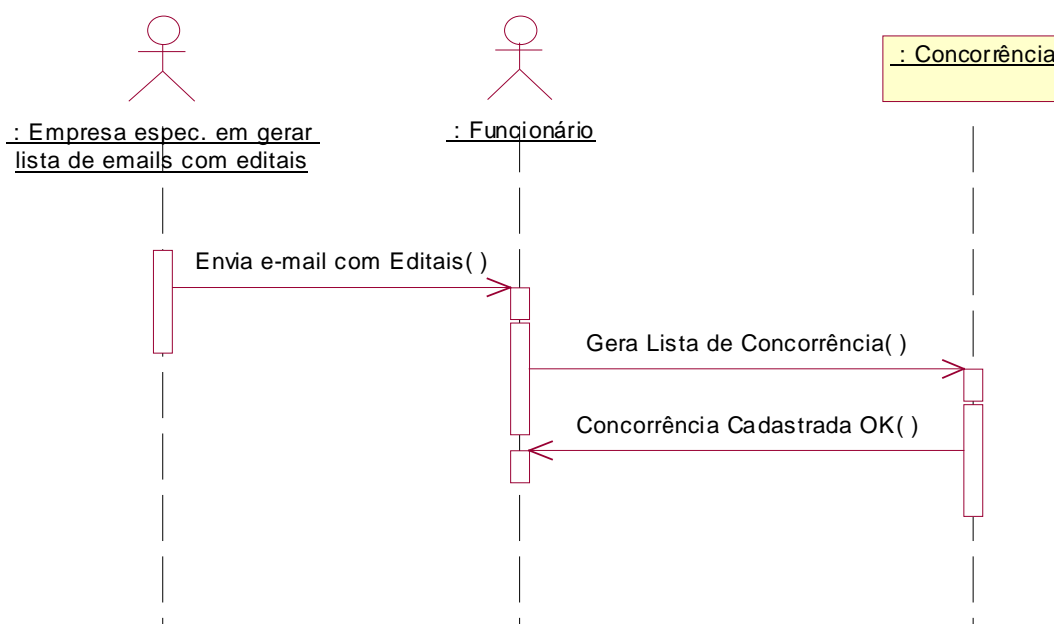 : Concorrência
: Empresa espec. em gerar
lista de emails com editais
: Funcionário
Envia e-mail com Editais( )
Gera Lista de Concorrência( )
Concorrência Cadastrada OK( )